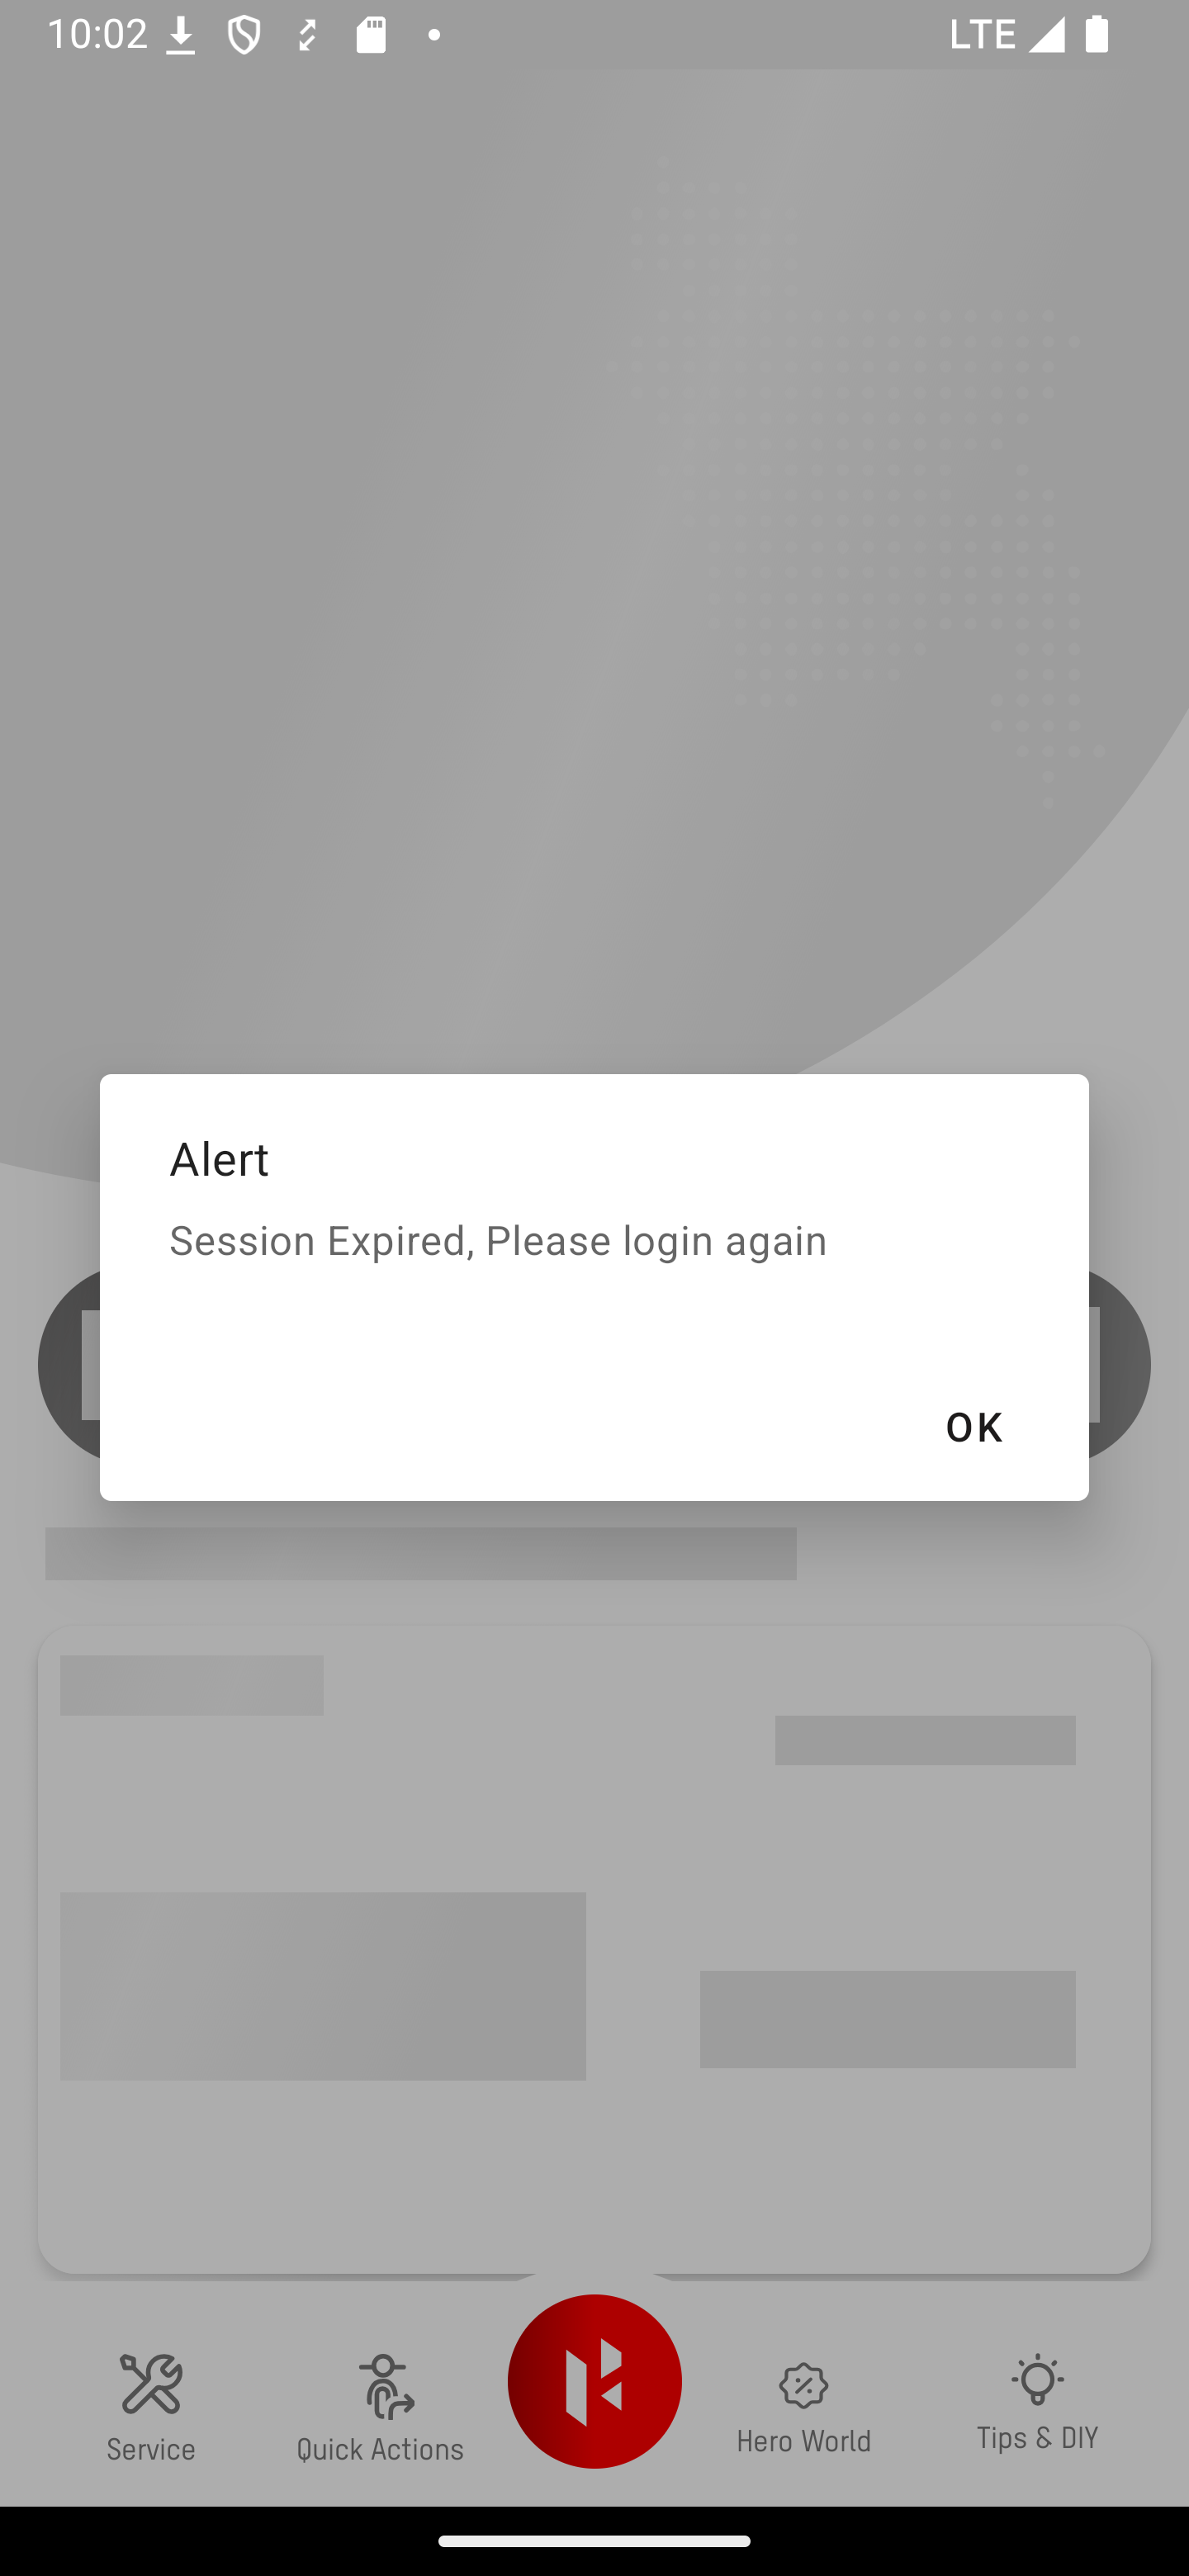 10:02
LTE
Alert
Session Expired, Please login again
OK
Service
Quick Actions
Hero World
Tips & DIY